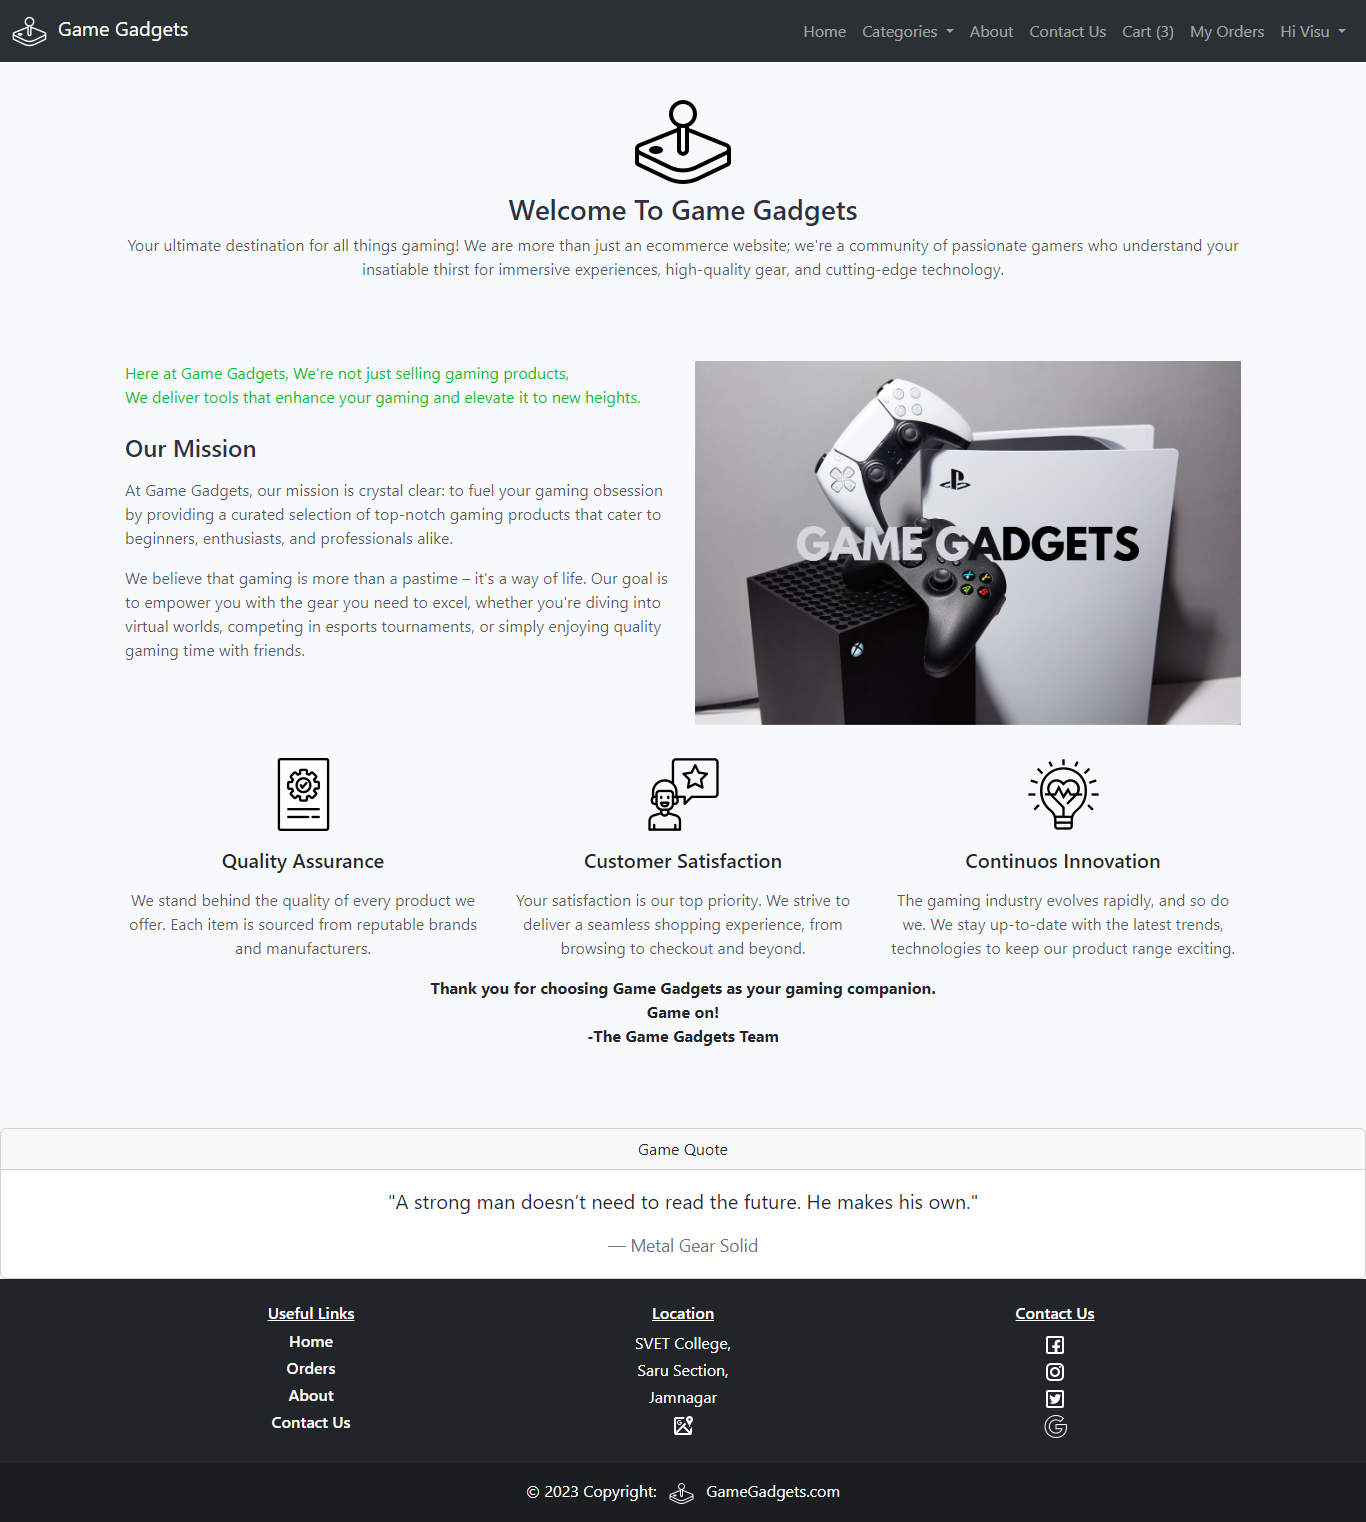 Game Gadgets
Home Categories About Contact Us Cart (3) My Orders Hi Visu
Welcome To Game Gadgets
Your ultimate destination for all things gaming! We are more than just an ecommerce website; we're a community of passionate gamers who understand your
insatiable thirst for immersive experiences, high-quality gear, and cutting-edge technology.
Here at Game Gadgets, We're not just selling gaming products,
We deliver tools that enhance your gaming and elevate it to new heights.
Our Mission
At Game Gadgets, our mission is crystal clear: to fuel your gaming obsession
by providing a curated selection of top-notch gaming products that cater to
beginners, enthusiasts, and professionals alike.
We believe that gaming is more than a pastime – it's a way of life. Our goal is
to empower you with the gear you need to excel, whether you're diving into
virtual worlds, competing in esports tournaments, or simply enjoying quality
gaming time with friends.
GAME GADGETS
Quality Assurance
We stand behind the quality of every product we
offer. Each item is sourced from reputable brands
and manufacturers.
Customer Satisfaction
Your satisfaction is our top priority. We strive to
deliver a seamless shopping experience, from
browsing to checkout and beyond.
Continuos Innovation
The gaming industry evolves rapidly, and so do
we. We stay up-to-date with the latest trends,
technologies to keep our product range exciting.
Thank you for choosing Game Gadgets as your gaming companion.
Game on!
-The Game Gadgets Team
Game Quote
"A strong man doesn’t need to read the future. He makes his own."
— Metal Gear Solid
Useful Links
Home
Orders
About
Contact Us
Location
SVET College,
Saru Section,
Jamnagar
Contact Us
© 2023 Copyright: GameGadgets.com